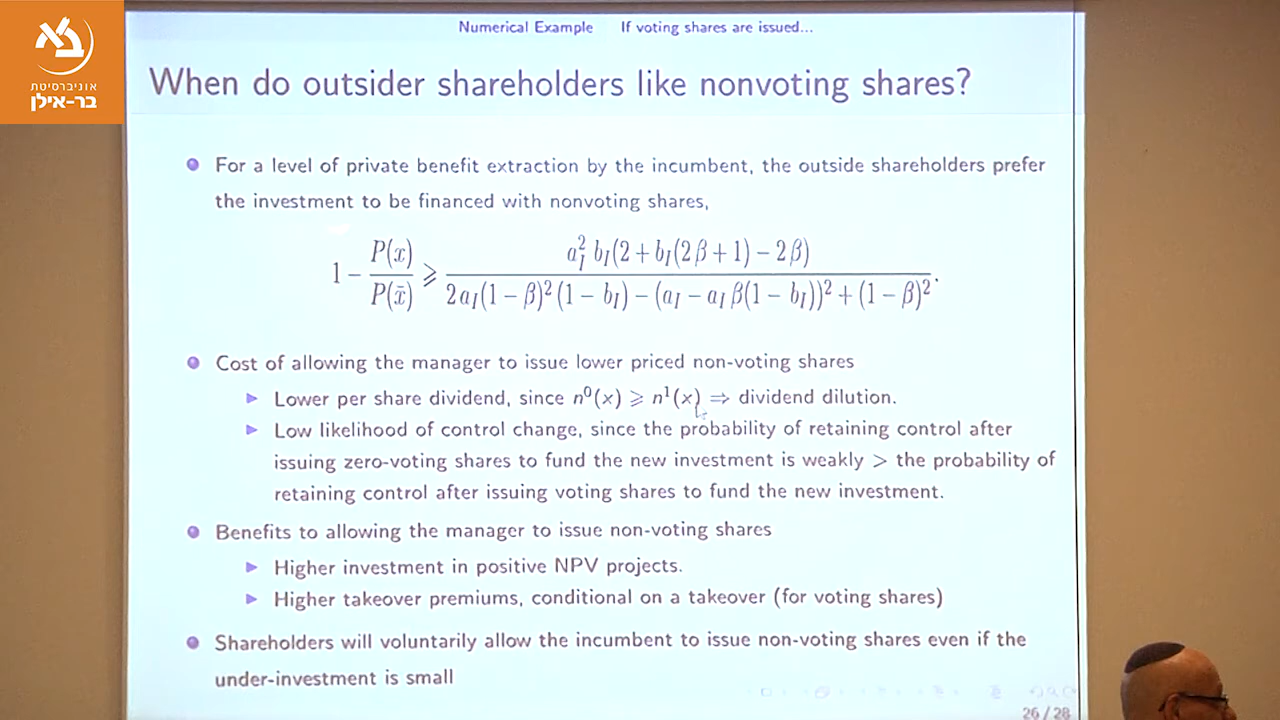 אוניברסיטת
בר-אילן
Numerical Example If voting shares are issued...
When do outsider shareholders like nonvoting shares?
For a level of private benefit extraction by the incumbent, the outside shareholders prefer
the investment to be financed with nonvoting shares,
1 − P(x)/P(x̄) ⩾ a_I^2 b_I(2 + b_I(2β + 1) − 2β) / 2a_I(1 − β)^2(1 − b_I) − (a_I − a_I β(1 − b_I))^2 + (1 − β)^2.
Cost of allowing the manager to issue lower priced non-voting shares
Lower per share dividend, since n^0(x) ⩾ n^1(x) ⇒ dividend dilution.
Low likelihood of control change, since the probability of retaining control after
issuing zero-voting shares to fund the new investment is weakly > the probability of
retaining control after issuing voting shares to fund the new investment.
Benefits to allowing the manager to issue non-voting shares
Higher investment in positive NPV projects.
Higher takeover premiums, conditional on a takeover (for voting shares)
Shareholders will voluntarily allow the incumbent to issue non-voting shares even if the
under-investment is small
26 / 28